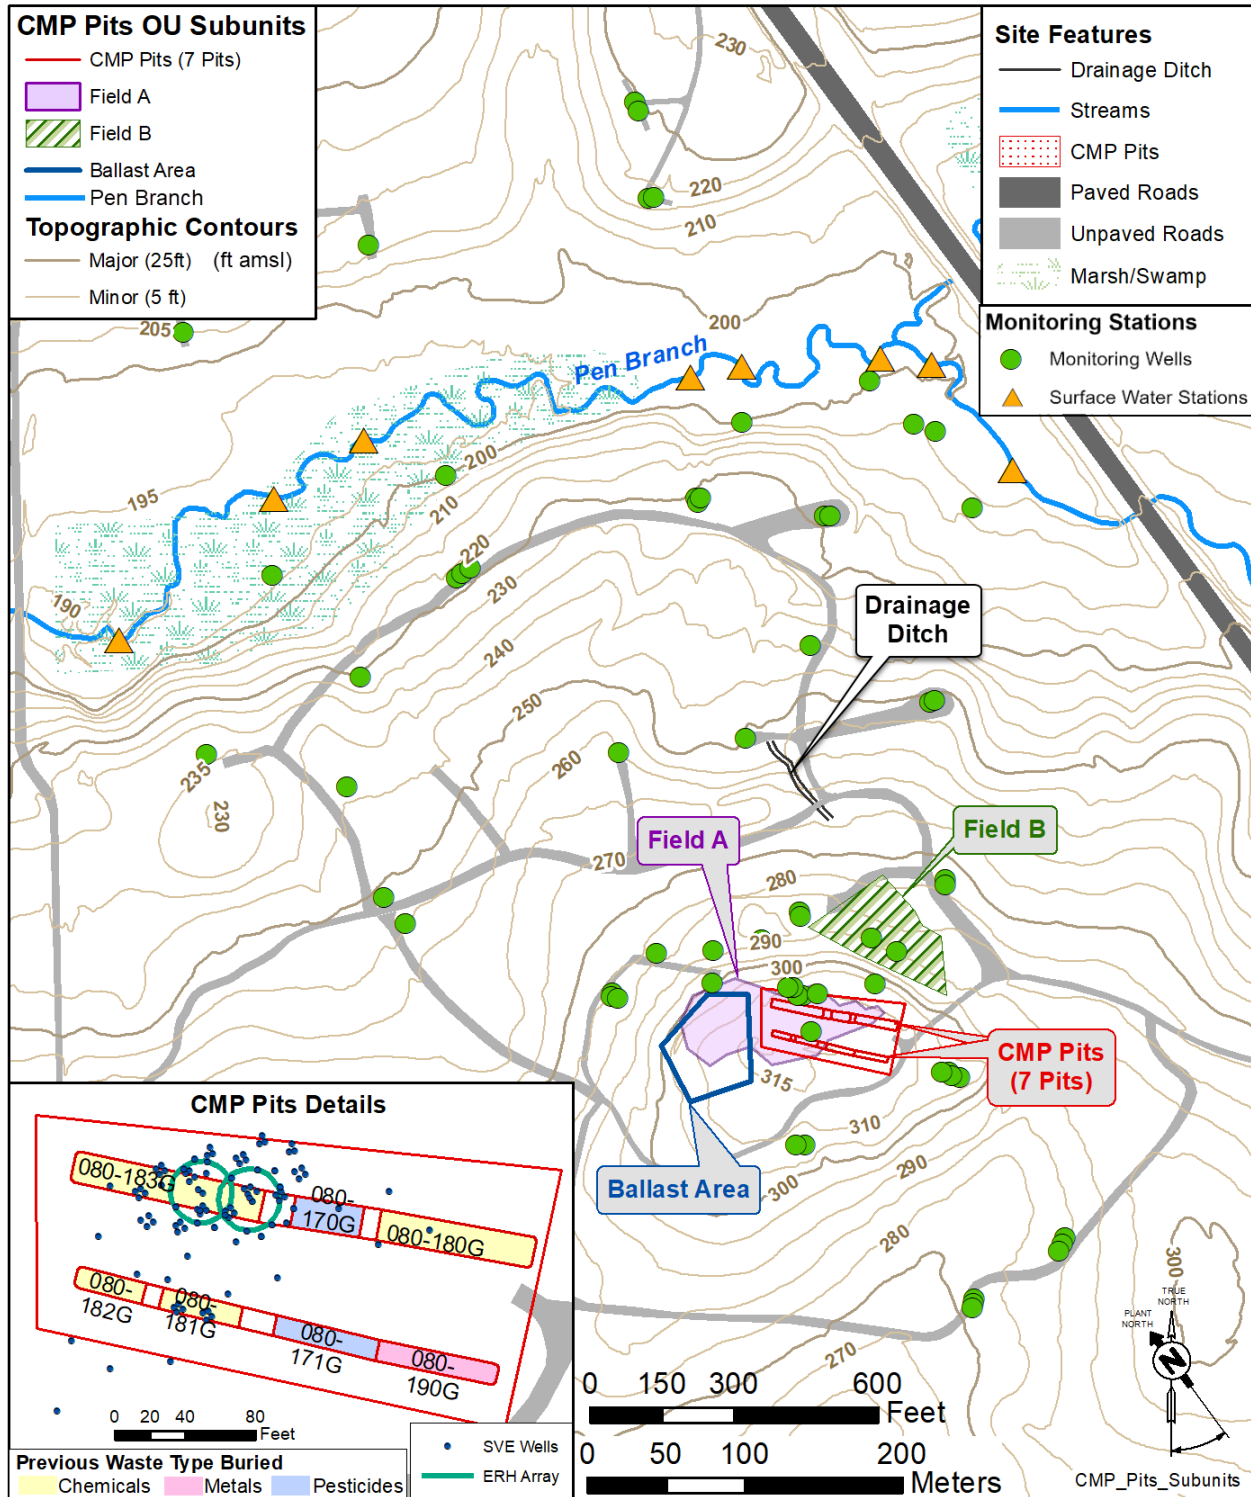 CMP Pits OU Subunits
CMP Pits (7 Pits)
Field A
Field B
Ballast Area
Pen Branch
Topographic Contours
Major (25ft) (ft amsl)
Minor (5 ft)
Site Features
Drainage Ditch
Streams
CMP Pits
Paved Roads
Unpaved Roads
Marsh/Swamp
Monitoring Stations
Monitoring Wells
Surface Water Stations
230
220
210
205
200
Pen Branch
195
200
210
220
230
190
240
250
260
235
230
270
Drainage
Ditch
Field A
Field B
280
290
300
315
310
300
290
280
270
300
CMP Pits
(7 Pits)
Ballast Area
CMP Pits Details
080-183G
080-
170G
080-180G
080-
182G
080-
181G
080-
171G
080-
190G
0 20 40 80
Feet
Previous Waste Type Buried
Chemicals Metals Pesticides
SVE Wells
ERH Array
0 150 300 600
Feet
0 50 100 200
Meters
TRUE
NORTH
PLANT
NORTH
N
CMP_Pits_Subunits